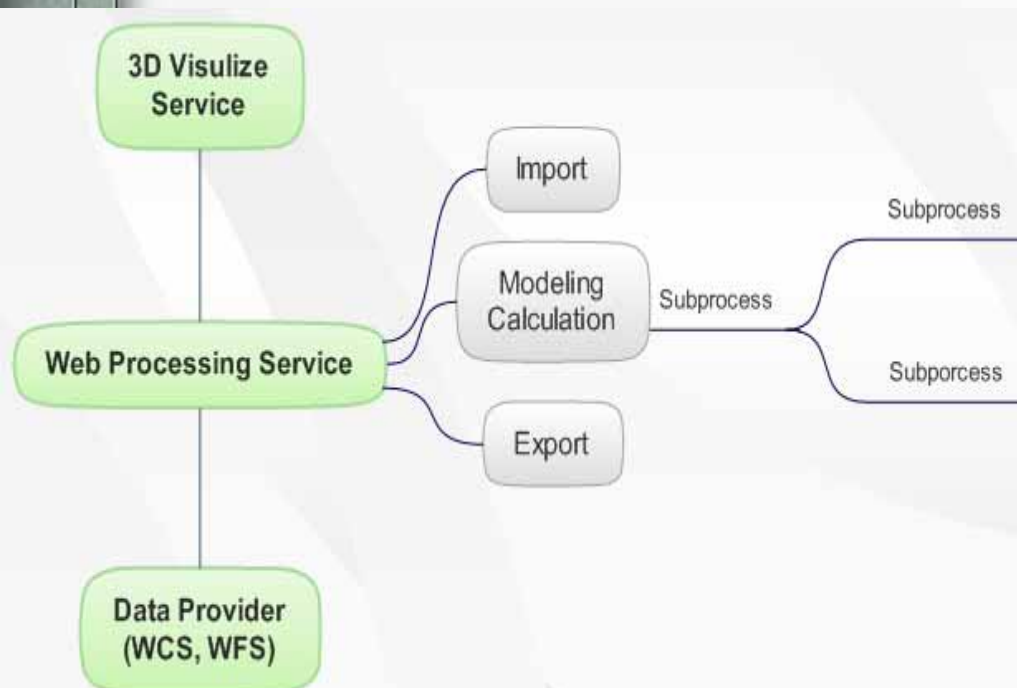 3D Visulize
Service
Import
Subprocess
Modeling
Calculation
Subprocess
Web Processing Service
Subporcess
Export
Data Provider
(WCS, WFS)